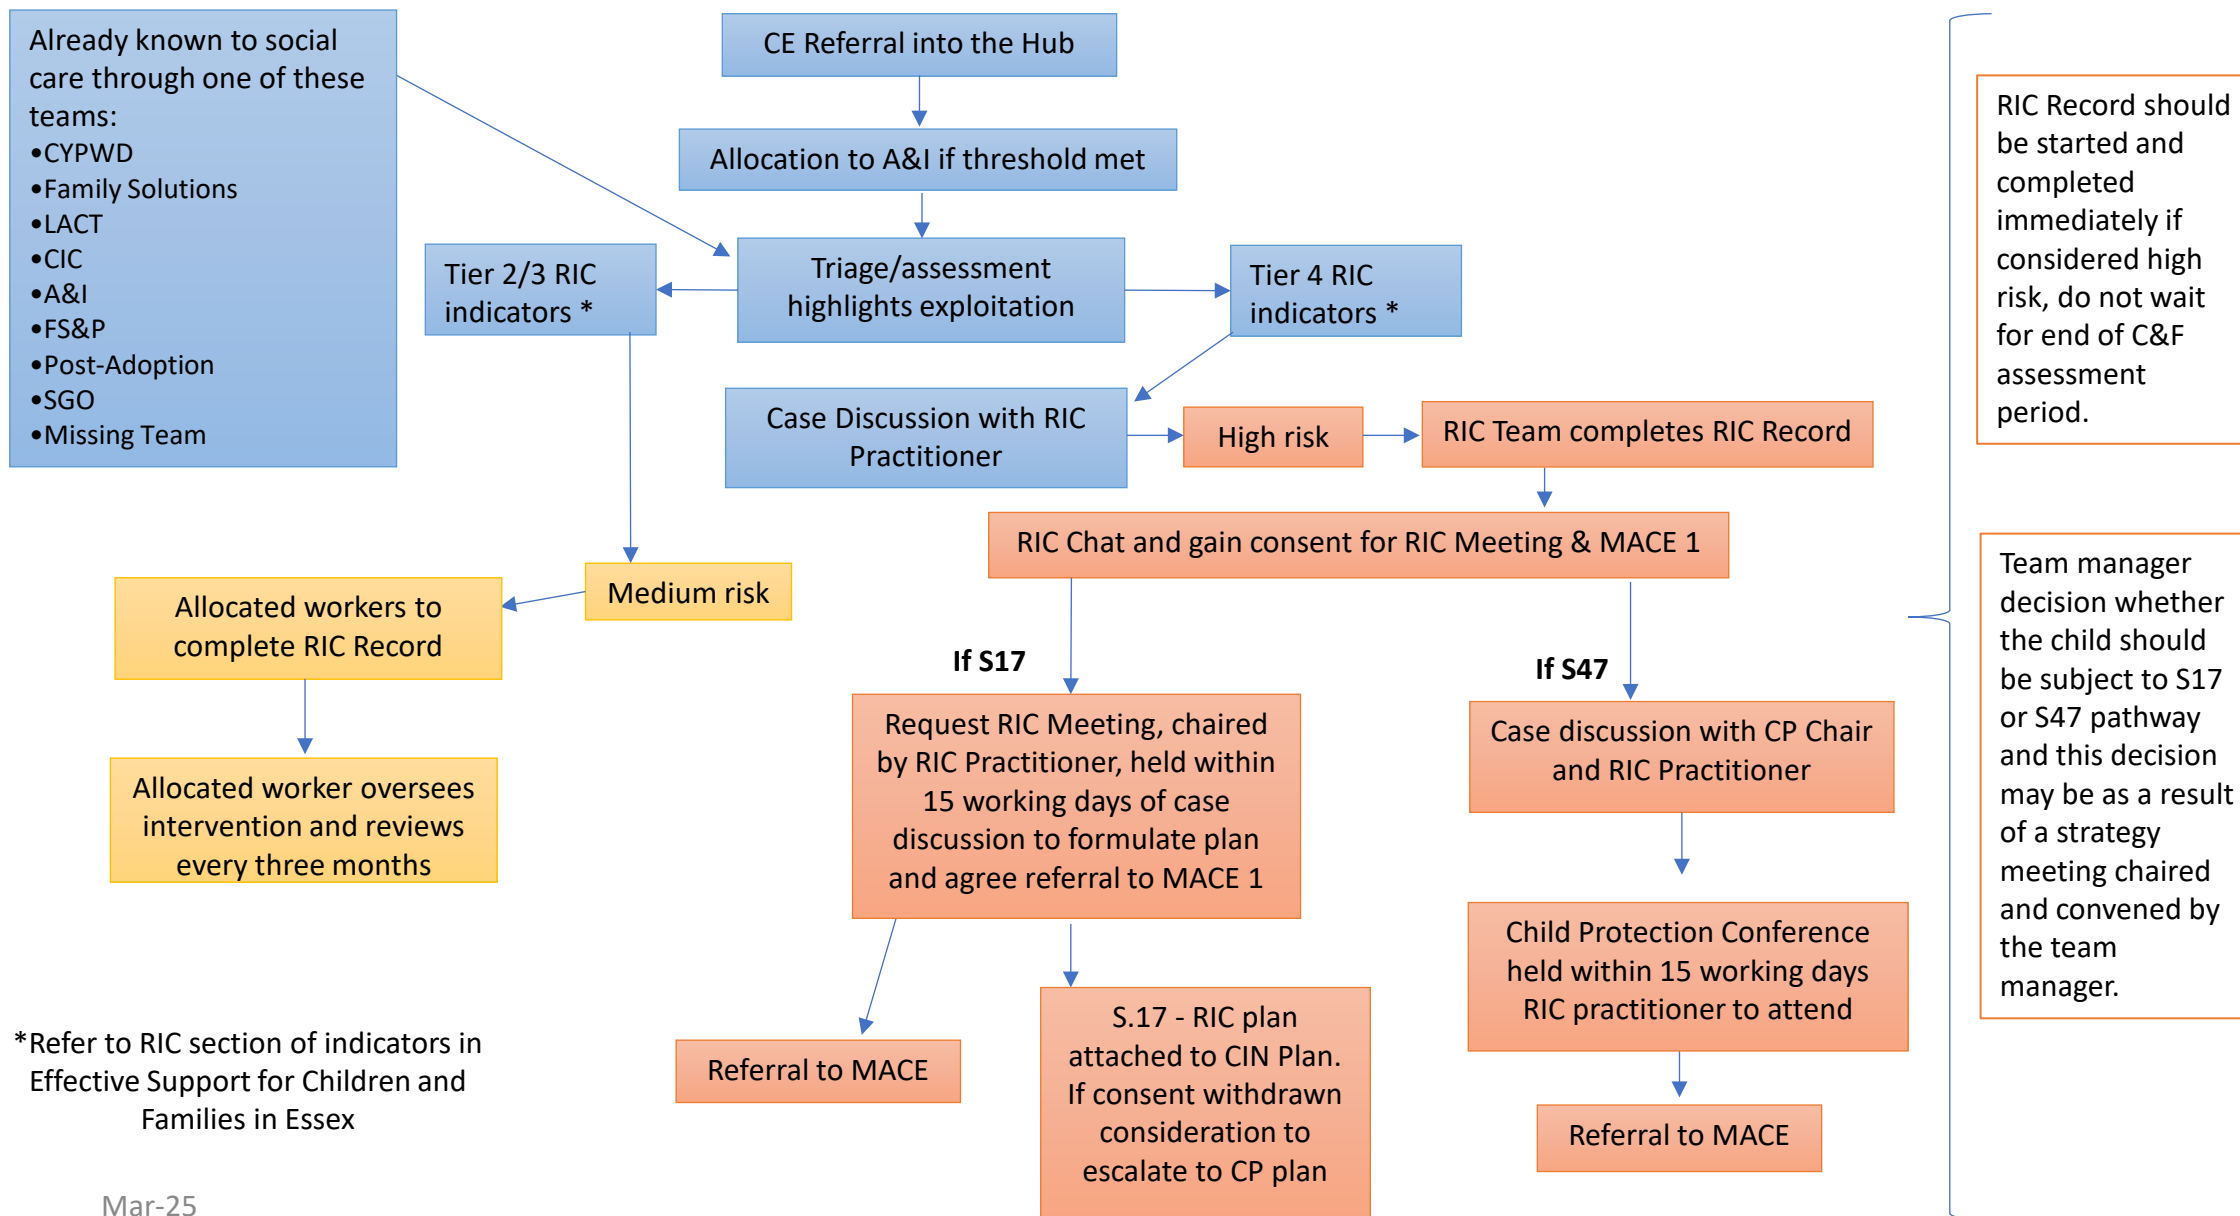 Already known to social
care through one of these
teams:
•CYPWD
•Family Solutions
•LACT
•CIC
•A&I
•FS&P
•Post-Adoption
•SGO
•Missing Team
CE Referral into the Hub
Allocation to A&I if threshold met
Triage/assessment
highlights exploitation
Tier 2/3 RIC
indicators *
Tier 4 RIC
indicators *
Case Discussion with RIC
Practitioner
High risk
RIC Team completes RIC Record
RIC Chat and gain consent for RIC Meeting & MACE 1
Medium risk
Allocated workers to
complete RIC Record
Allocated worker oversees
intervention and reviews
every three months
If S17
Request RIC Meeting, chaired
by RIC Practitioner, held within
15 working days of case
discussion to formulate plan
and agree referral to MACE 1
Referral to MACE
S.17 - RIC plan
attached to CIN Plan.
If consent withdrawn
consideration to
escalate to CP plan
If S47
Case discussion with CP Chair
and RIC Practitioner
Child Protection Conference
held within 15 working days
RIC practitioner to attend
Referral to MACE
RIC Record should
be started and
completed
immediately if
considered high
risk, do not wait
for end of C&F
assessment
period.
Team manager
decision whether
the child should
be subject to S17
or S47 pathway
and this decision
may be as a result
of a strategy
meeting chaired
and convened by
the team
manager.
*Refer to RIC section of indicators in
Effective Support for Children and
Families in Essex
Mar-25